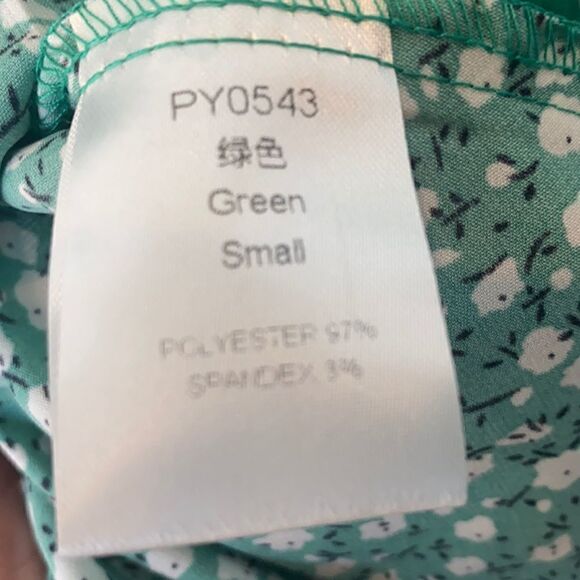 PY0543
绿色
Green
Small
POLYESTER 97%
SPANDEX 3%